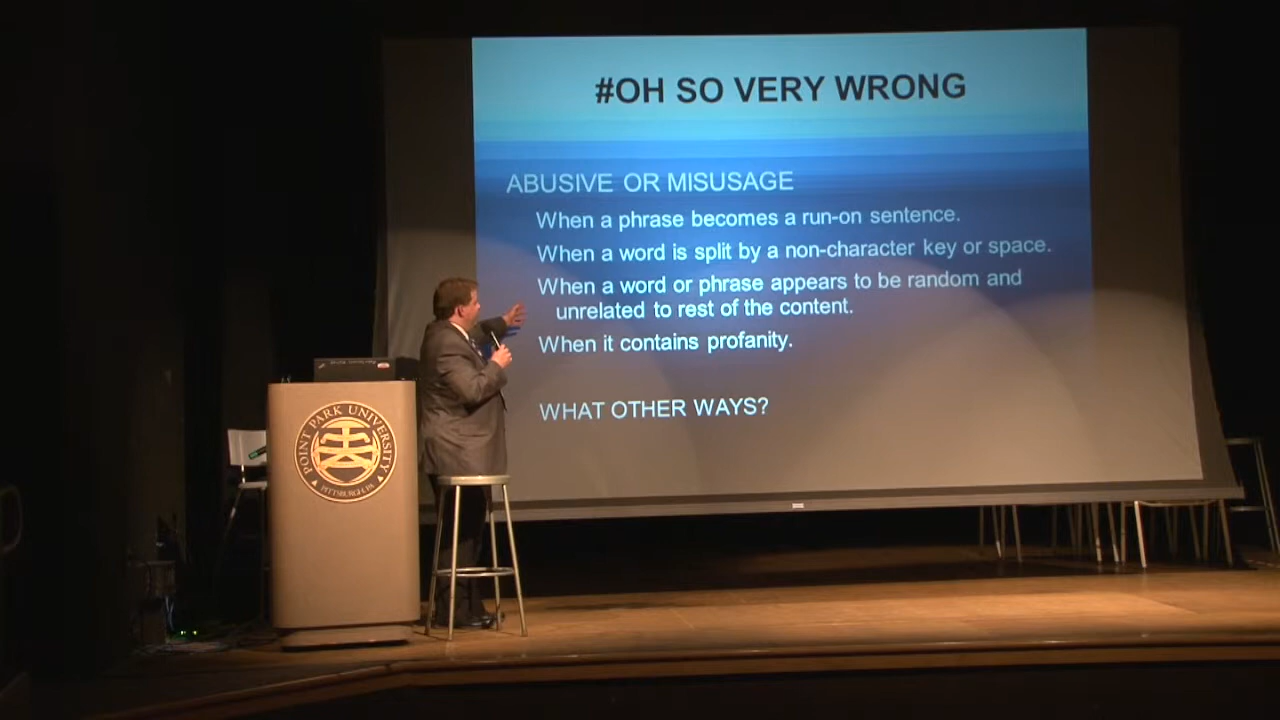 #OH SO VERY WRONG
ABUSIVE OR MISUSAGE
When a phrase becomes a run-on sentence.
When a word is split by a non-character key or space.
When a word or phrase appears to be random and
unrelated to rest of the content.
When it contains profanity.
WHAT OTHER WAYS?
POINT PARK UNIVERSITY
PITTSBURGH, PA